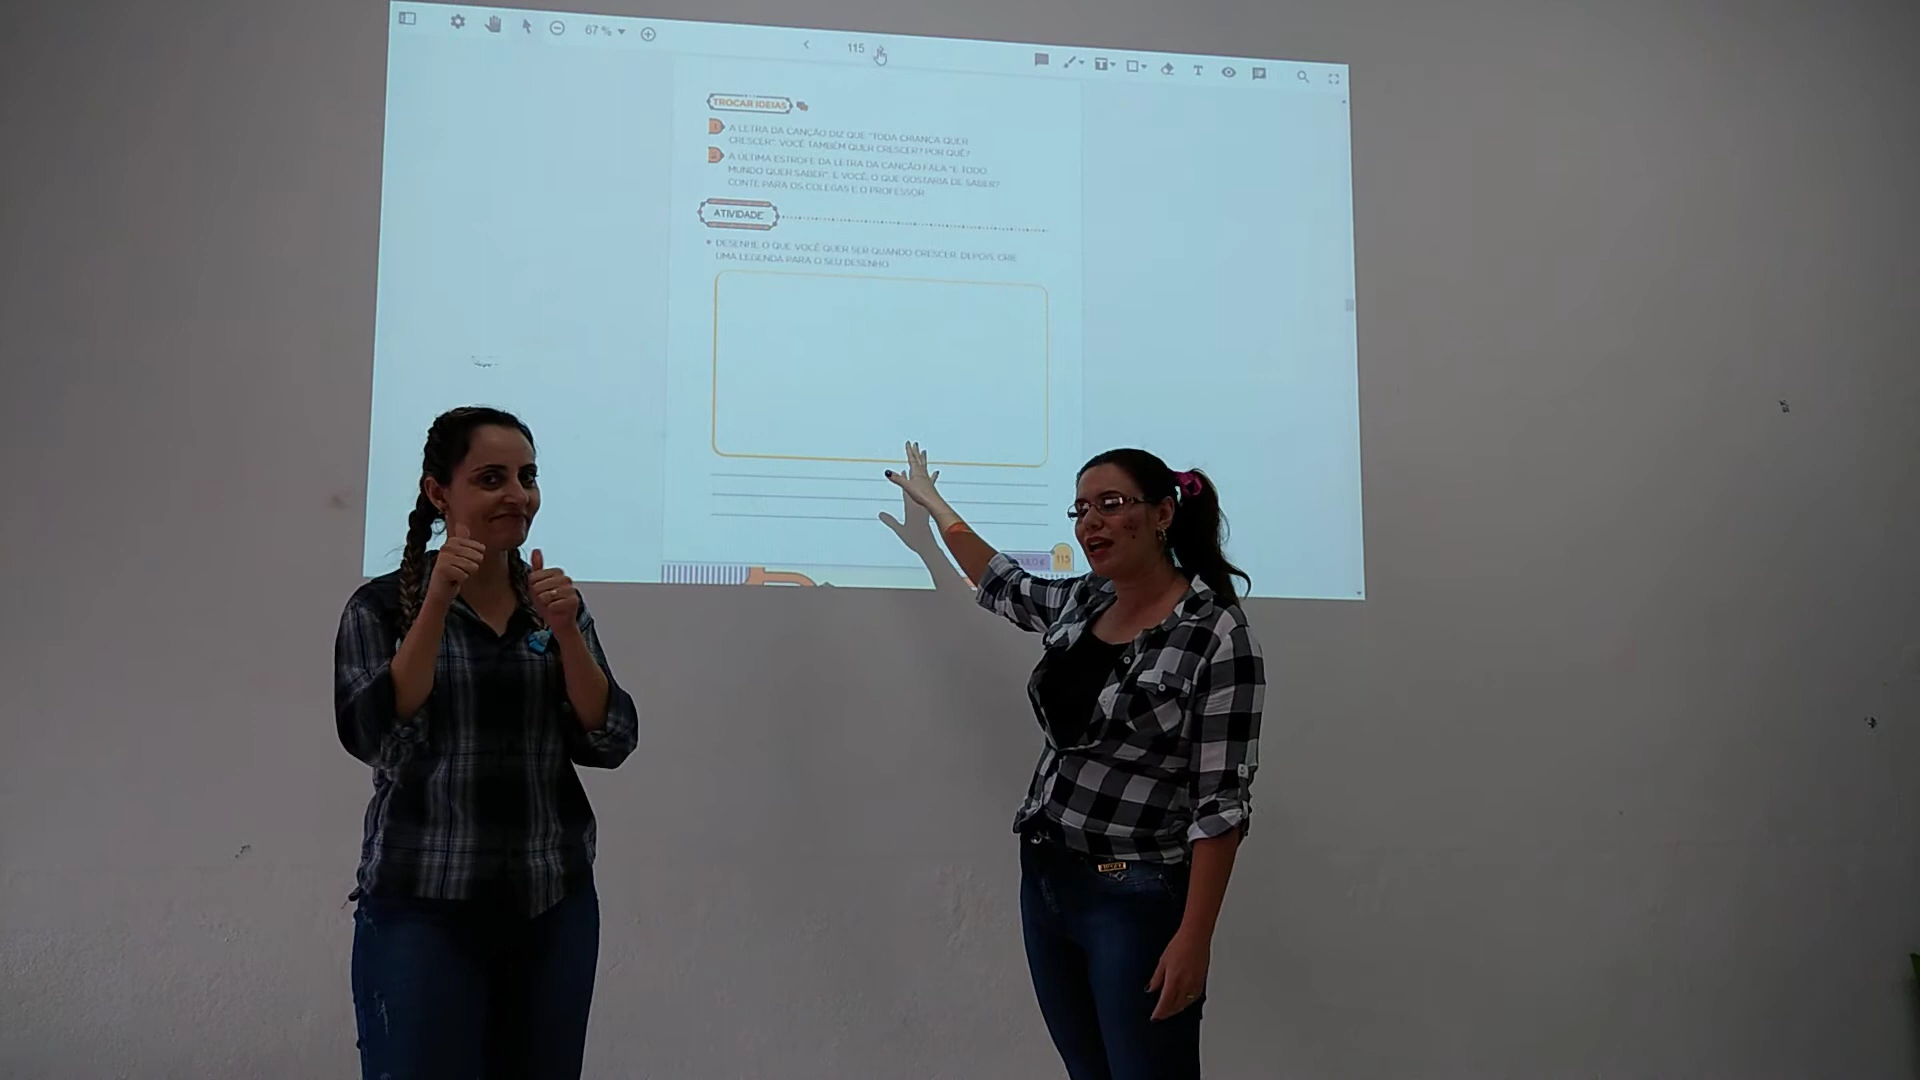 67 %
115
TROCAR IDEIAS
1 A LETRA DA CANÇÃO DIZ QUE "TODA CRIANÇA QUER
CRESCER". VOCÊ TAMBÉM QUER CRESCER? POR QUÊ?
2 A ÚLTIMA ESTROFE DA LETRA DA CANÇÃO FALA "E TODO
MUNDO QUER SABER". E VOCÊ, O QUE GOSTARIA DE SABER?
CONTE PARA OS COLEGAS E O PROFESSOR.
ATIVIDADE
DESENHE O QUE VOCÊ QUER SER QUANDO CRESCER. DEPOIS, CRIE
UMA LEGENDA PARA O SEU DESENHO.
115